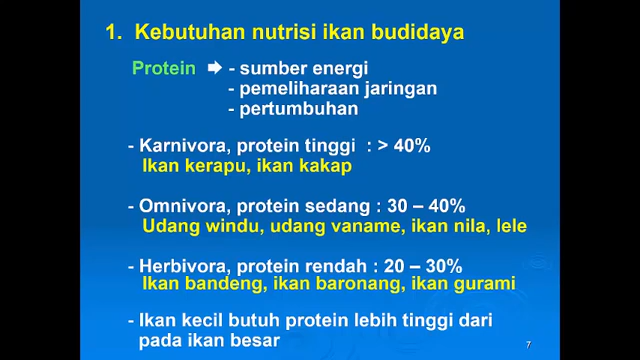 1. Kebutuhan nutrisi ikan budidaya
Protein ➡ - sumber energi
- pemeliharaan jaringan
- pertumbuhan
- Karnivora, protein tinggi : > 40%
Ikan kerapu, ikan kakap
- Omnivora, protein sedang : 30 – 40%
Udang windu, udang vaname, ikan nila, lele
- Herbivora, protein rendah : 20 – 30%
Ikan bandeng, ikan baronang, ikan gurami
- Ikan kecil butuh protein lebih tinggi dari
pada ikan besar
7